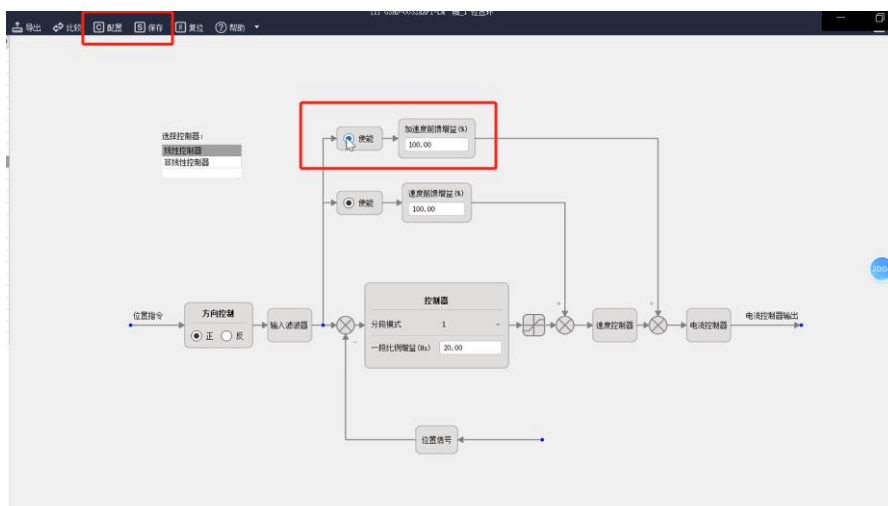 导出 比较 C 配置 S 保存 复位 ? 帮助
选择控制器:
线性控制器
非线性控制器
使能
加速度前馈增益(%)
100.00
使能
速度前馈增益(%)
100.00
位置指令
方向控制
正 反
输入滤波器
控制器
分段模式 1
一段比例增益(Hz) 20.00
速度控制器
电流控制器
电流控制器输出
位置信号